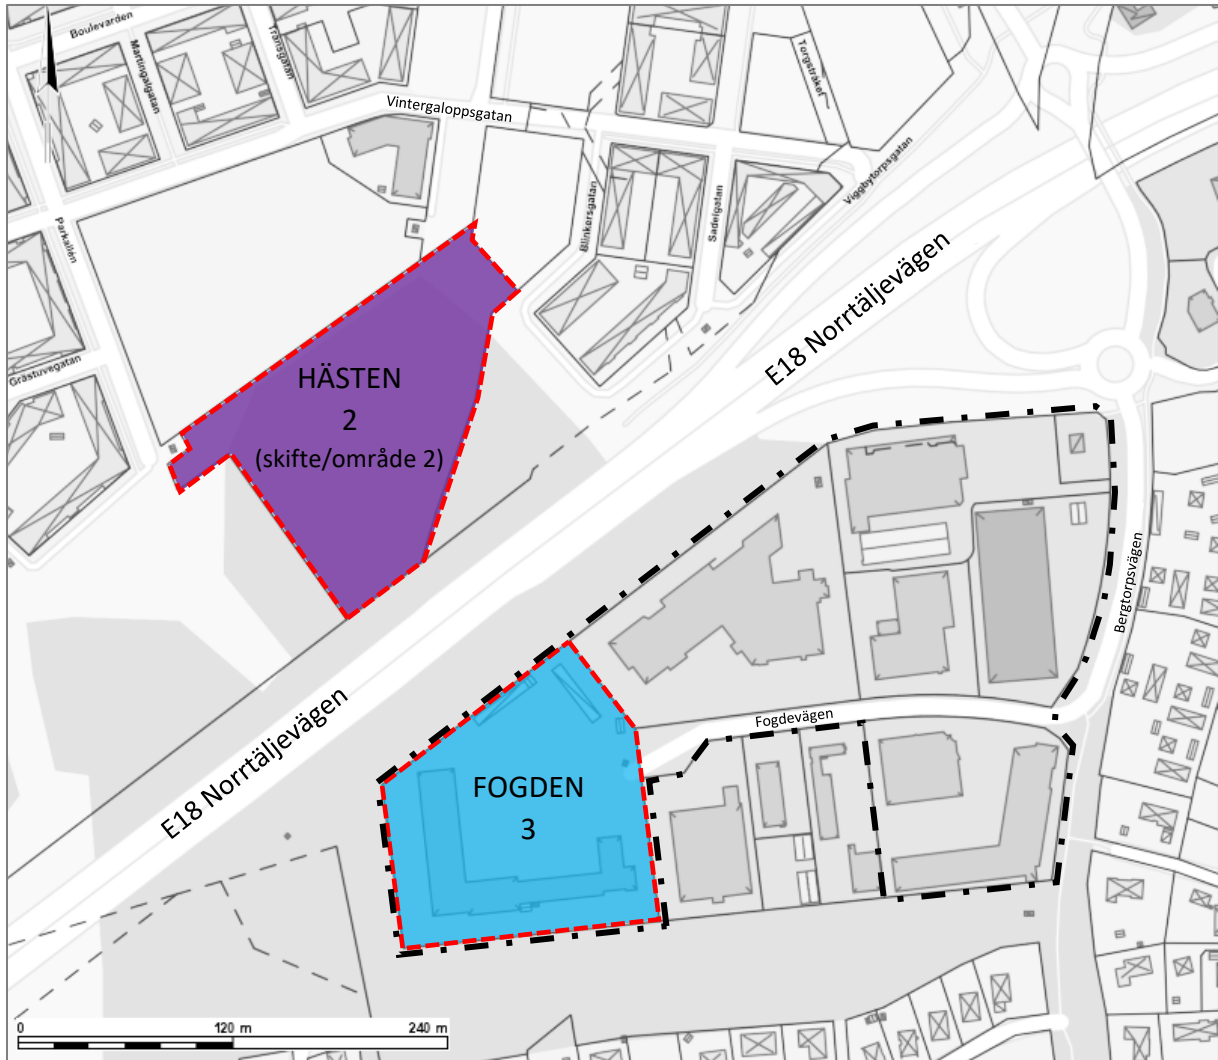 Boulevarden
Martingalgatan
Transgatan
Torgstråket
Vintergaloppsgatan
Viggbytorpsgatan
Blinkersgatan
Sadelgatan
Parkallén
Grästuvegatan
E18 Norrtäljevägen
HÄSTEN
2
(skifte/område 2)
Bergtorpsvägen
Fogdevägen
E18 Norrtäljevägen
FOGDEN
3
0 120 m 240 m